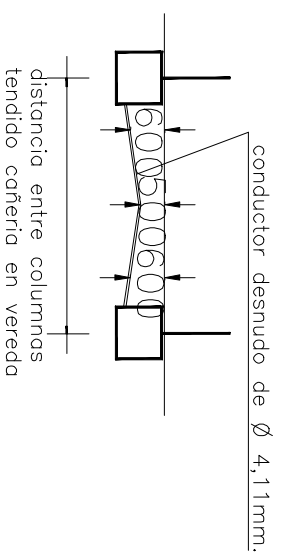 conductor desnudo de Ø 4,11mm.
600
500
600
distancia entre columnas
tendido cañeria en vereda